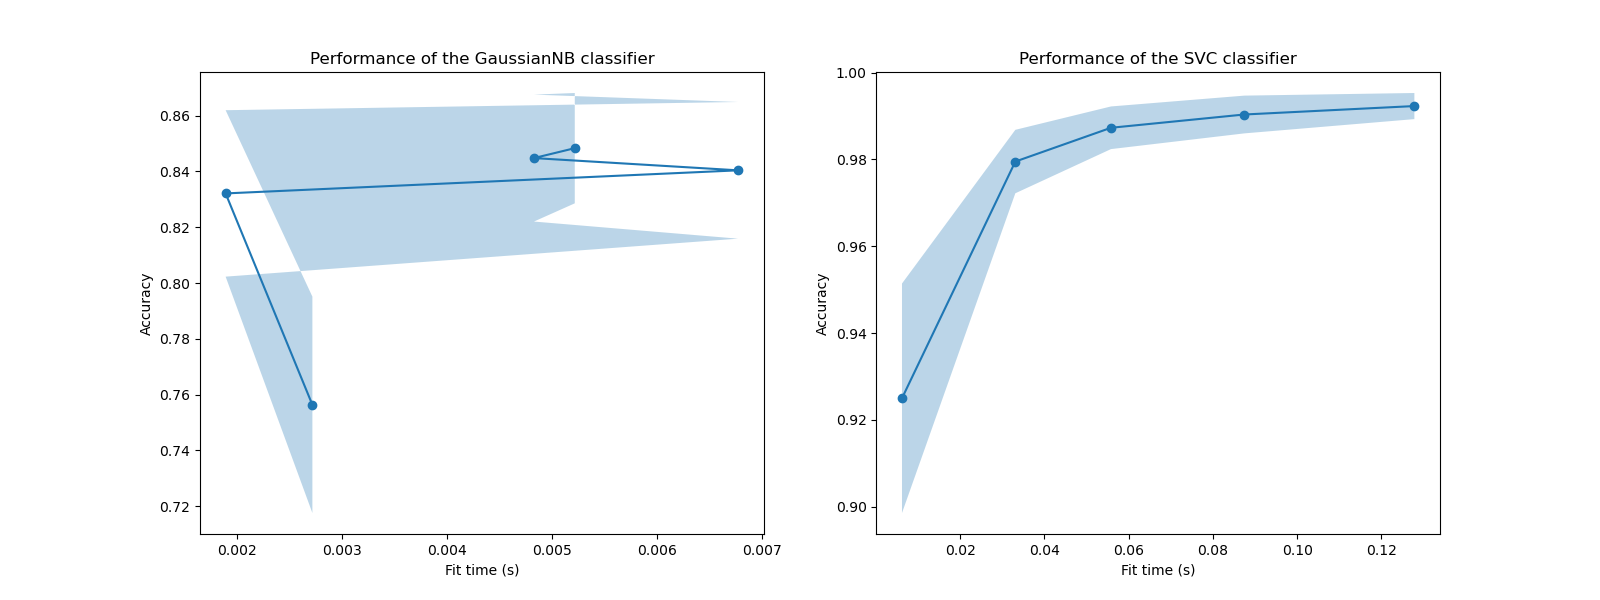 Performance of the GaussianNB classifier
Accuracy
0.86
0.84
0.82
0.80
0.78
0.76
0.74
0.72
0.002 0.003 0.004 0.005 0.006 0.007
Fit time (s)
Performance of the SVC classifier
Accuracy
1.00
0.98
0.96
0.94
0.92
0.90
0.02 0.04 0.06 0.08 0.10 0.12
Fit time (s)